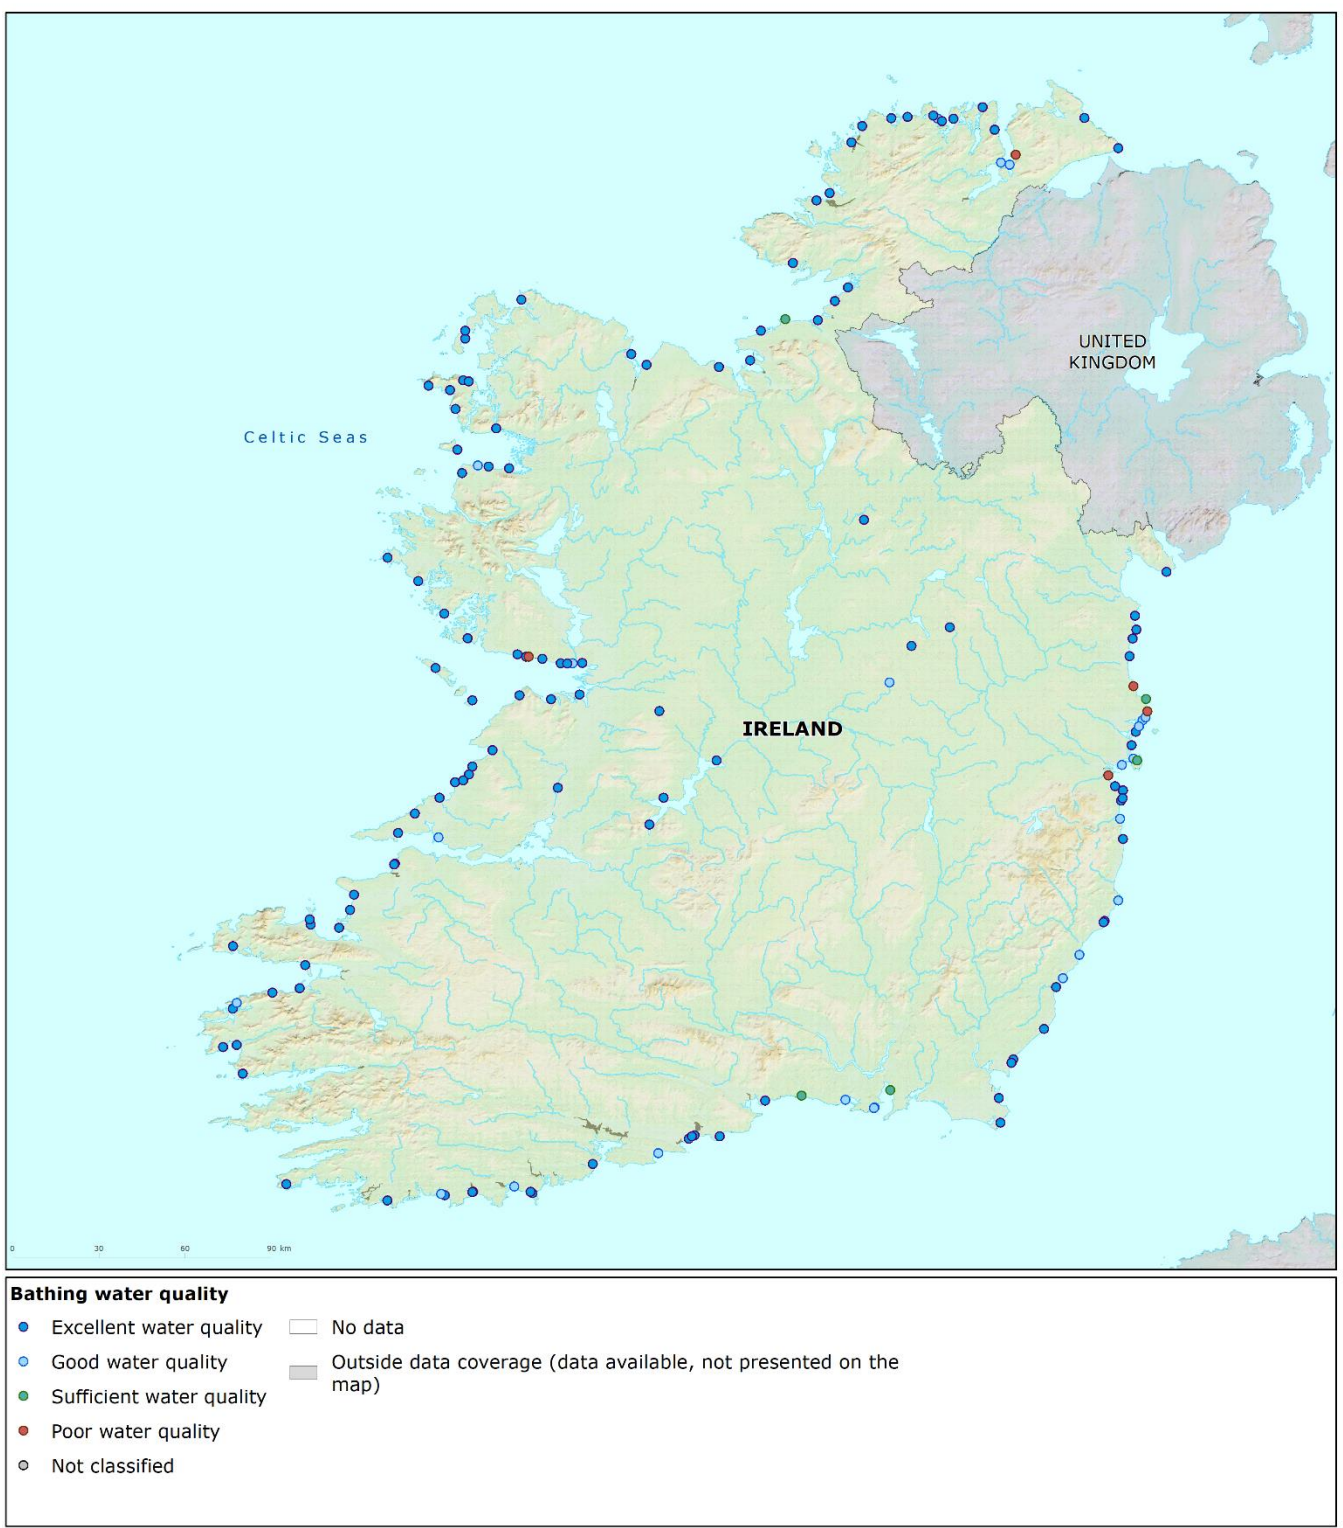 UNITED
KINGDOM
Celtic Seas
IRELAND
0 30 60 90 km
Bathing water quality
Excellent water quality
Good water quality
Sufficient water quality
Poor water quality
Not classified
No data
Outside data coverage (data available, not presented on the
map)